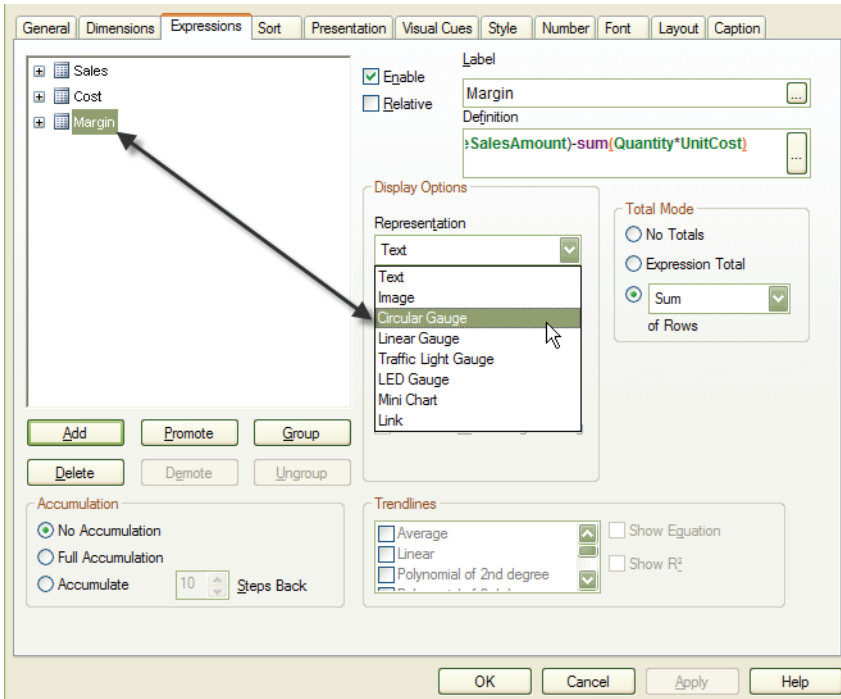 General Dimensions Expressions Sort Presentation Visual Cues Style Number Font Layout Caption
Sales
Cost
Margin
Enable
Relative
Label
Margin
...
Definition
SalesAmount)-sum(Quantity*UnitCost)
...
Display Options
Representation
Text
Text
Image
Circular Gauge
Linear Gauge
Traffic Light Gauge
LED Gauge
Mini Chart
Link
Total Mode
No Totals
Expression Total
Sum
of Rows
Add Promote Group
Delete Demote Ungroup
Accumulation
No Accumulation
Full Accumulation
Accumulate 10 Steps Back
Trendlines
Average
Linear
Polynomial of 2nd degree
Show Equation
Show R²
OK Cancel Apply Help